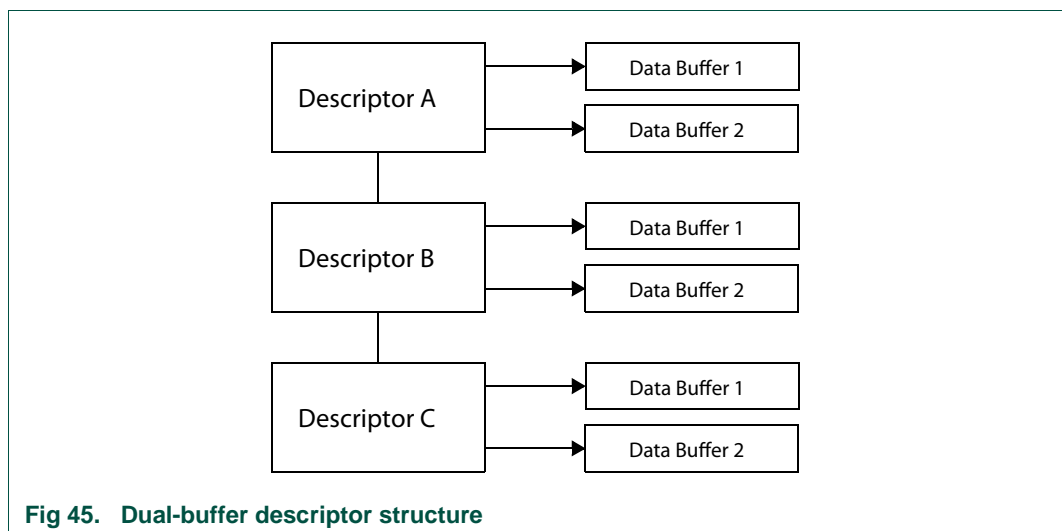 Descriptor A
Data Buffer 1
Data Buffer 2
Descriptor B
Data Buffer 1
Data Buffer 2
Descriptor C
Data Buffer 1
Data Buffer 2
Fig 45. Dual-buffer descriptor structure